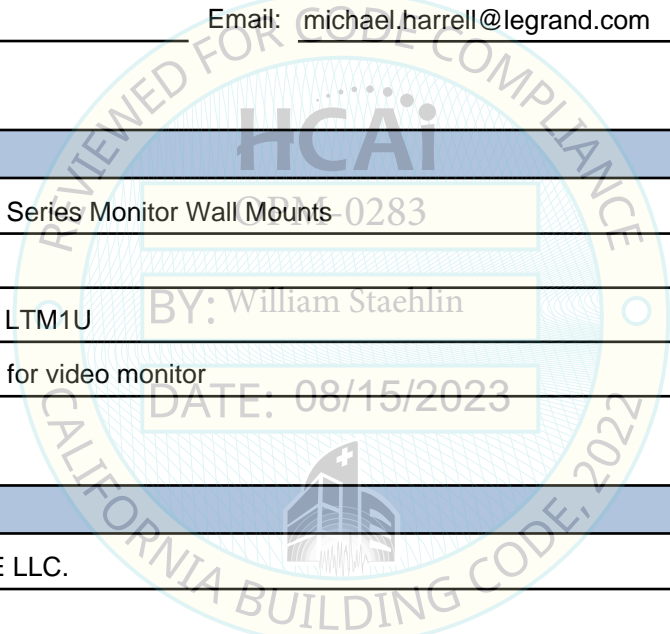 Email: michael.harrell@legrand.com
REVIEWED FOR CODE COMPLIANCE
HCAi
Series Monitor Wall Mounts
OPM-0283
LTM1U
BY: William Staehlin
for video monitor
DATE: 08/15/2023
LLC.
CALIFORNIA BUILDING CODE, 2022